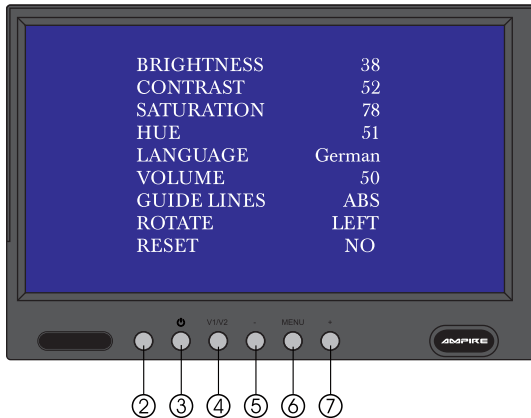 BRIGHTNESS 38
CONTRAST 52
SATURATION 78
HUE 51
LANGUAGE German
VOLUME 50
GUIDE LINES ABS
ROTATE LEFT
RESET NO
V1/V2 - MENU +
AMPIRE
② ③ ④ ⑤ ⑥ ⑦